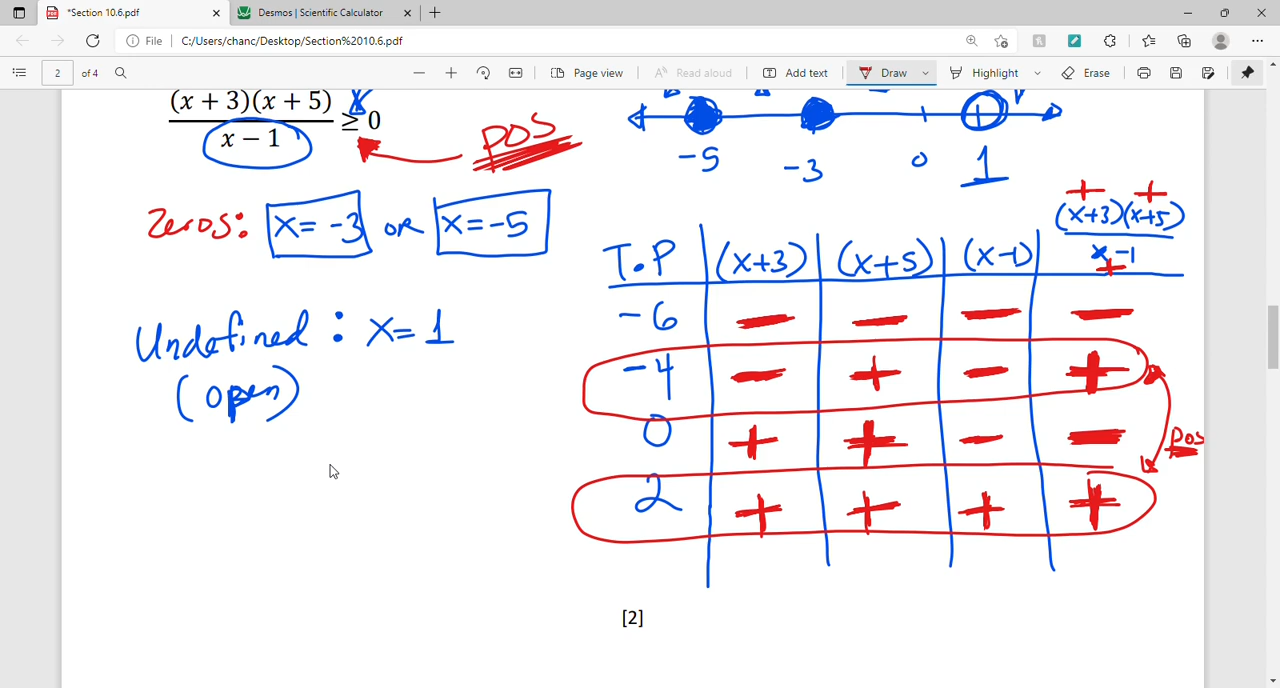 *Section 10.6.pdf
Desmos | Scientific Calculator
File
C:/Users/chanc/Desktop/Section%2010.6.pdf
2 of 4
Page view
Read aloud
Add text
Draw
Highlight
Erase
(x + 3)(x + 5)
≥ 0
x − 1
POS
-5 -3 0 1
Zeros: x = -3 OR x = -5
Undefined: x = 1
(open)
+ +
(x+3)(x+5)
T.P (x+3) (x+5) (x-1) x-1
+
-6 − − − −
-4 − + − +
0 + + − −
pos
2 + + + +
[2]